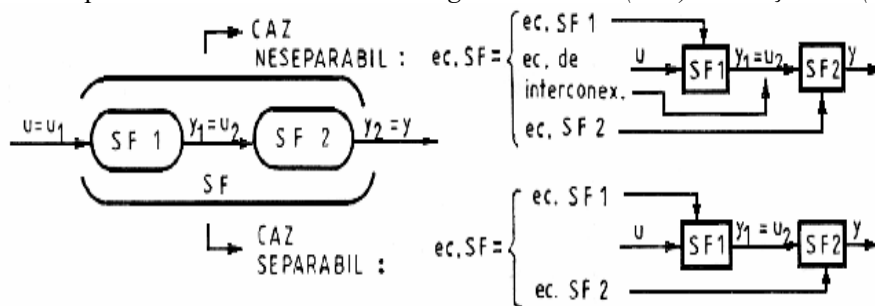 CAZ
NESEPARABIL :
ec. SF =
ec. SF 1
ec. de
interconex.
ec. SF 2
u
SF1
y₁=u₂
SF2
y
u=u₁
SF 1
y₁=u₂
SF 2
y₂=y
SF
CAZ
SEPARABIL :
ec. SF =
ec. SF 1
ec. SF 2
u
SF1
y₁=u₂
SF2
y